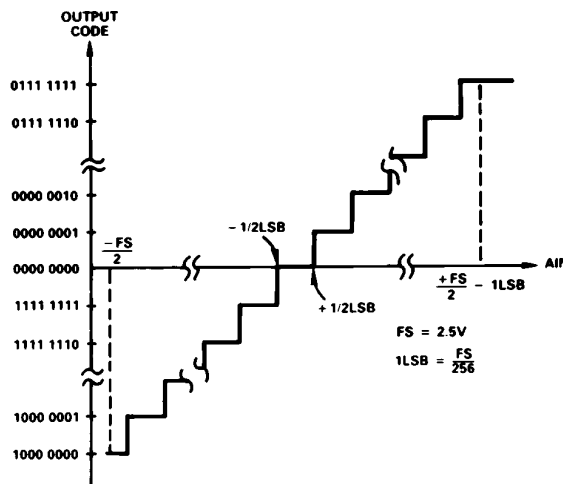 OUTPUT
CODE
0111 1111
0111 1110
0000 0010
0000 0001
0000 0000
1111 1111
1111 1110
1000 0001
1000 0000
–FS
2
– 1/2LSB
+ 1/2LSB
AIN
+FS
2
– 1LSB
FS = 2.5V
1LSB = FS
256